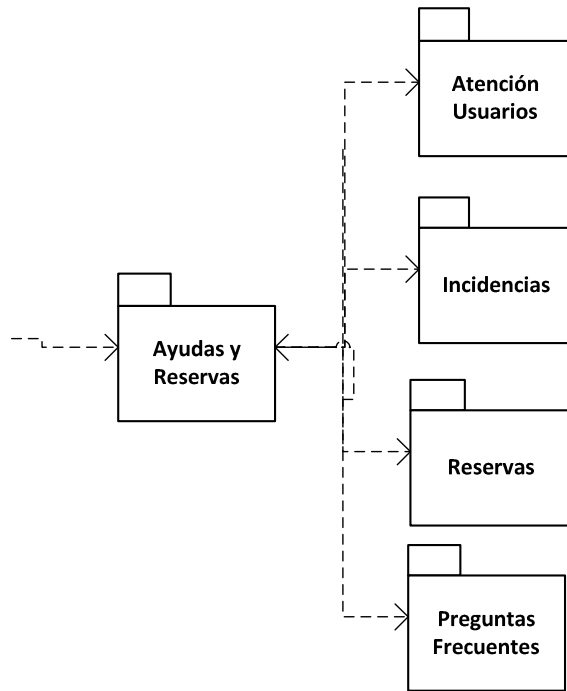 Atención
Usuarios
Incidencias
Ayudas y
Reservas
Reservas
Preguntas
Frecuentes